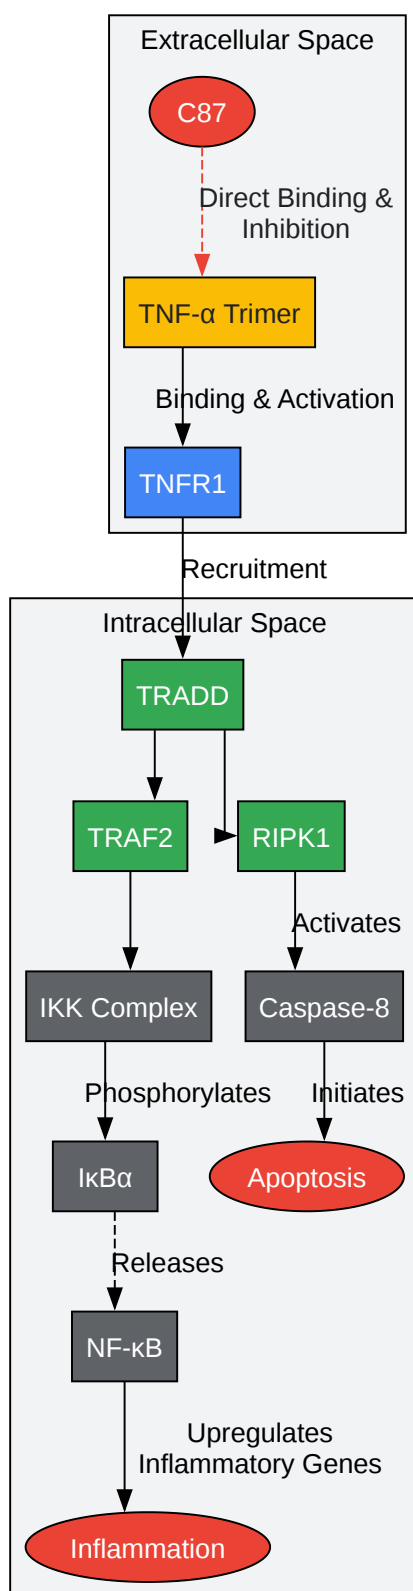 Extracellular Space
C87
Direct Binding &
Inhibition
TNF-α Trimer
Binding & Activation
TNFR1
Recruitment
Intracellular Space
TRADD
TRAF2
RIPK1
Activates
IKK Complex
Caspase-8
Phosphorylates
Initiates
IκBα
Apoptosis
Releases
NF-κB
Upregulates
Inflammatory Genes
Inflammation